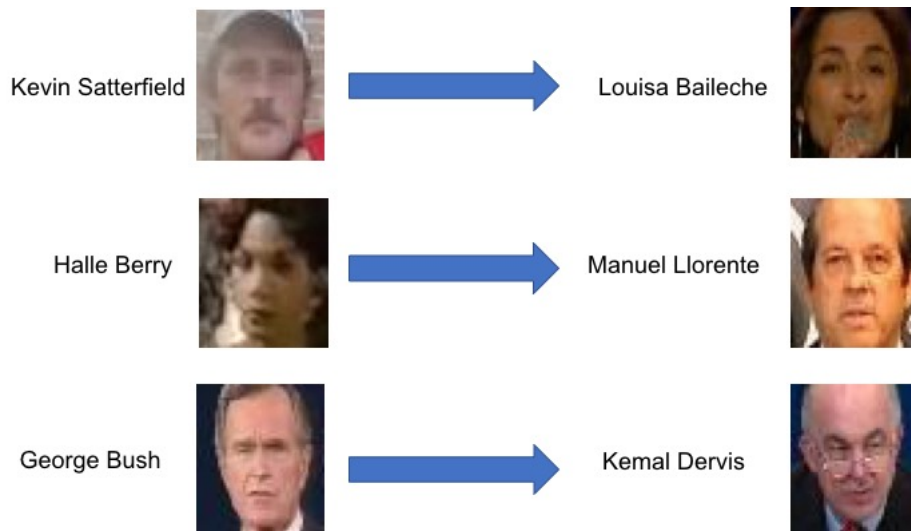 Kevin Satterfield
Louisa Baileche
Halle Berry
Manuel Llorente
George Bush
Kemal Dervis